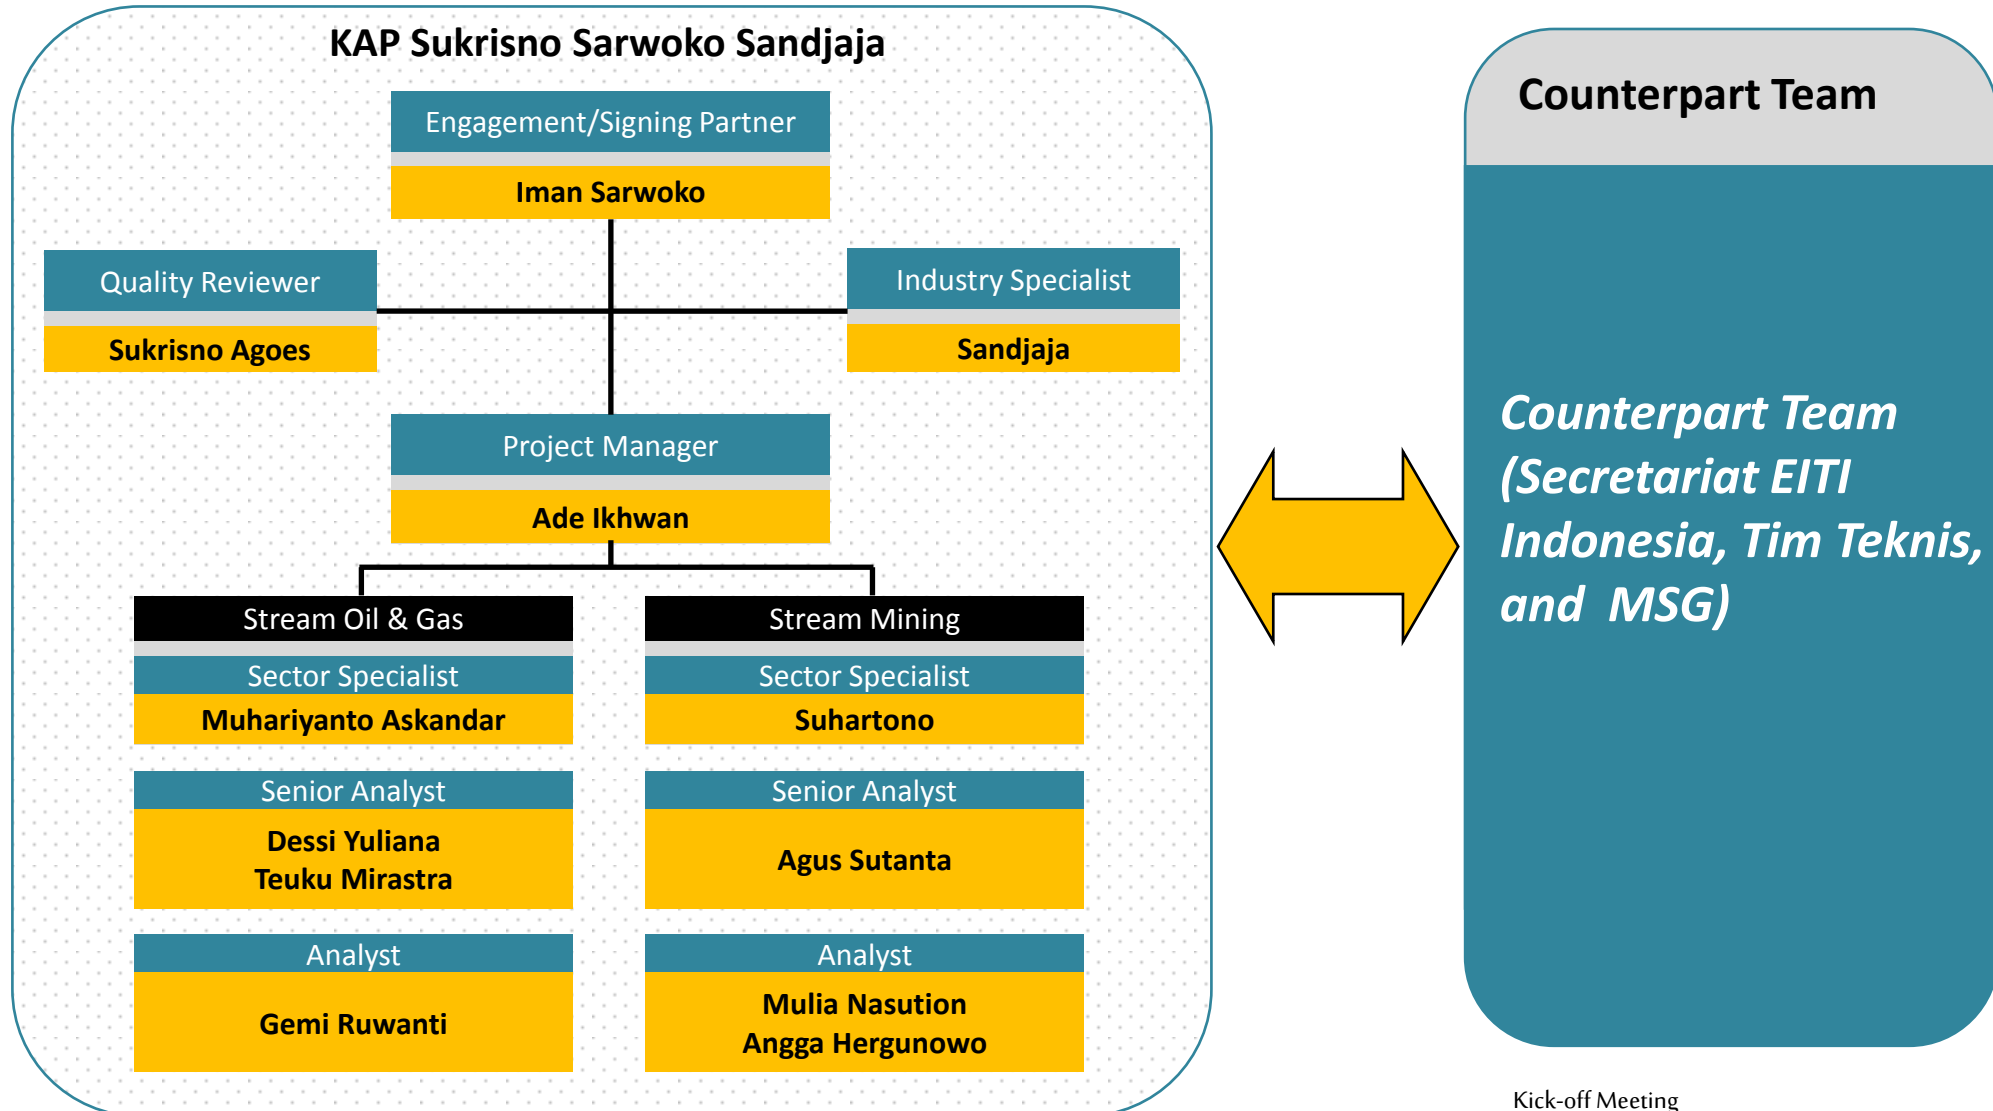 KAP Sukrisno Sarwoko Sandjaja
Engagement/Signing Partner
Iman Sarwoko
Quality Reviewer
Sukrisno Agoes
Industry Specialist
Sandjaja
Project Manager
Ade Ikhwan
Stream Oil & Gas
Sector Specialist
Muhariyanto Askandar
Senior Analyst
Dessi Yuliana
Teuku Mirastra
Analyst
Gemi Ruwanti
Stream Mining
Sector Specialist
Suhartono
Senior Analyst
Agus Sutanta
Analyst
Mulia Nasution
Angga Hergunowo
Counterpart Team
Counterpart Team
(Secretariat EITI
Indonesia, Tim Teknis,
and MSG)
Kick-off Meeting